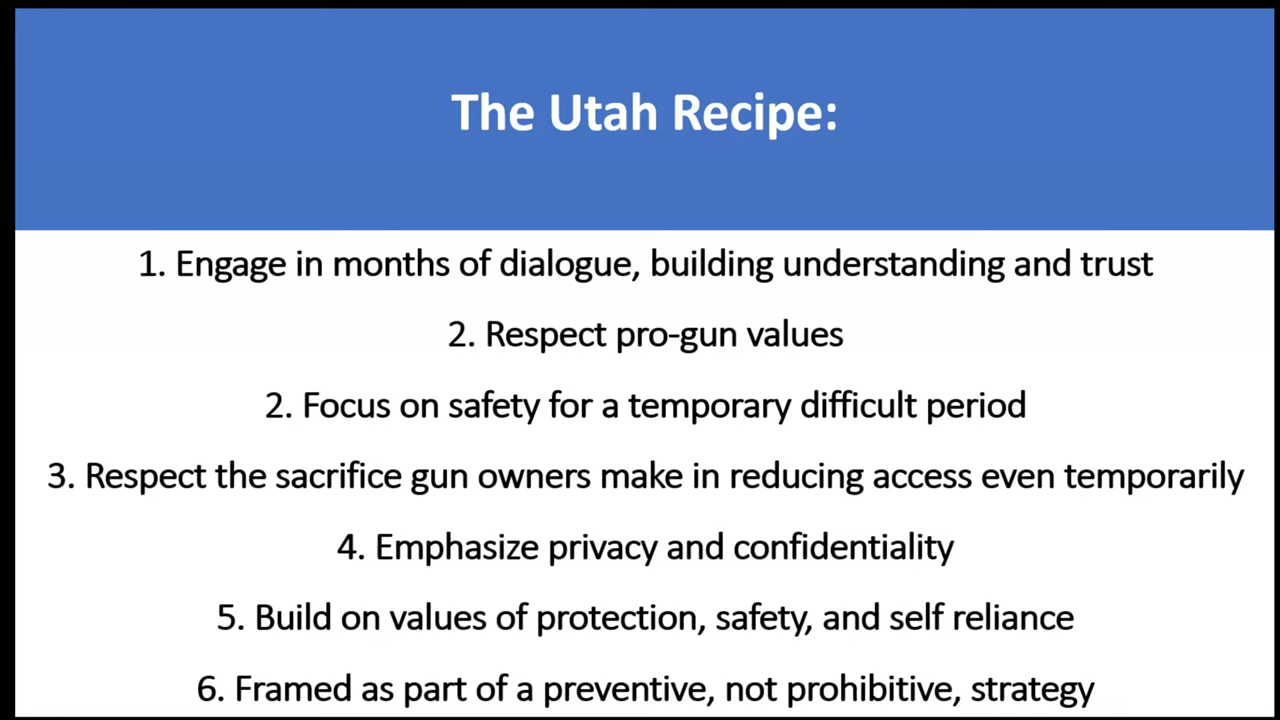 The Utah Recipe:
1. Engage in months of dialogue, building understanding and trust
2. Respect pro-gun values
2. Focus on safety for a temporary difficult period
3. Respect the sacrifice gun owners make in reducing access even temporarily
4. Emphasize privacy and confidentiality
5. Build on values of protection, safety, and self reliance
6. Framed as part of a preventive, not prohibitive, strategy